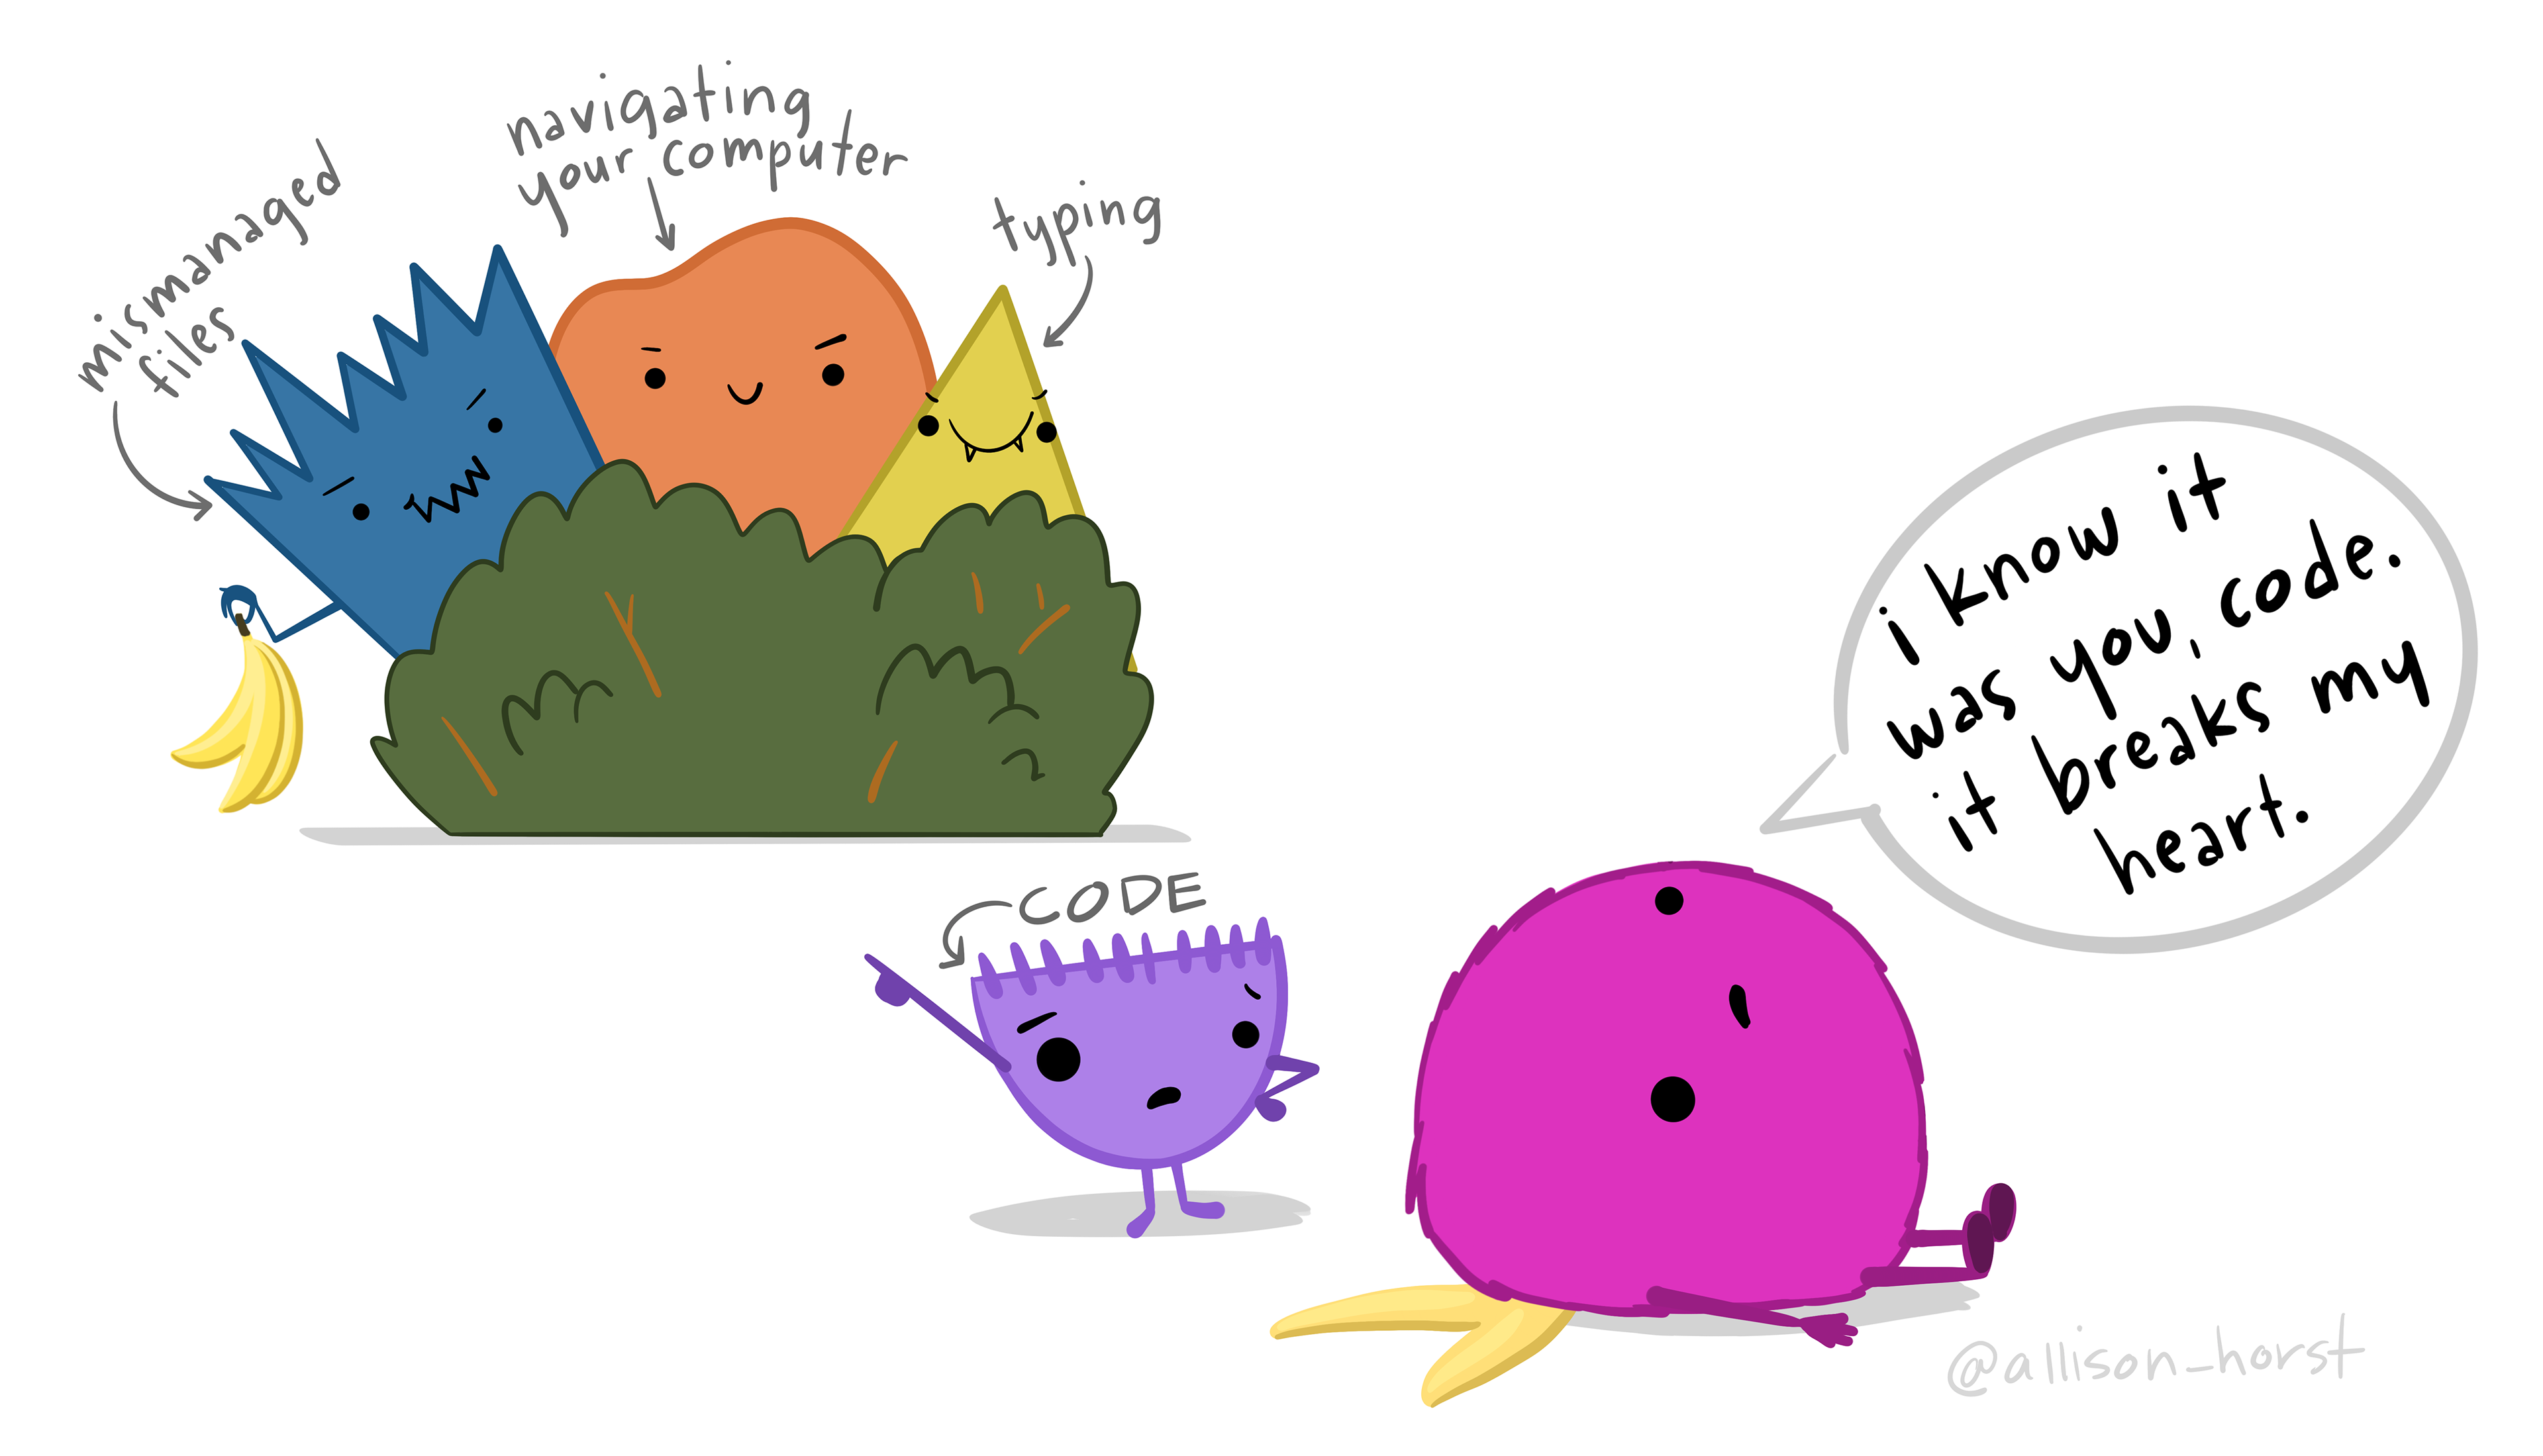 mismanaged
files
navigating
your computer
typing
i know it
was you, code.
it breaks my
heart.
CODE
@allison_horst